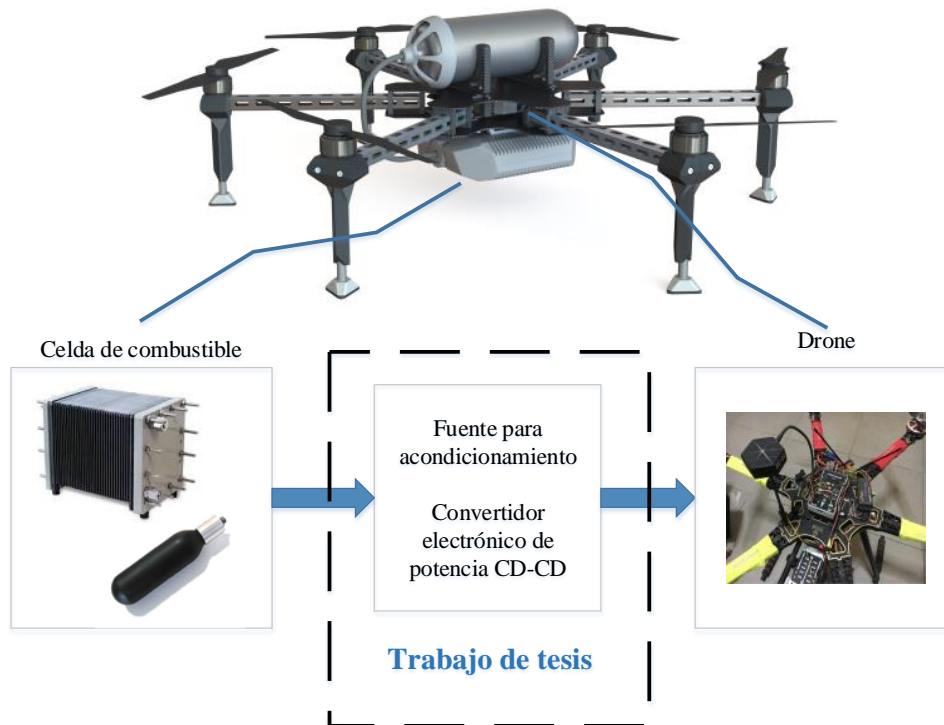 Celda de combustible
Drone
Fuente para
acondicionamiento
Convertidor
electrónico de
potencia CD-CD
Trabajo de tesis